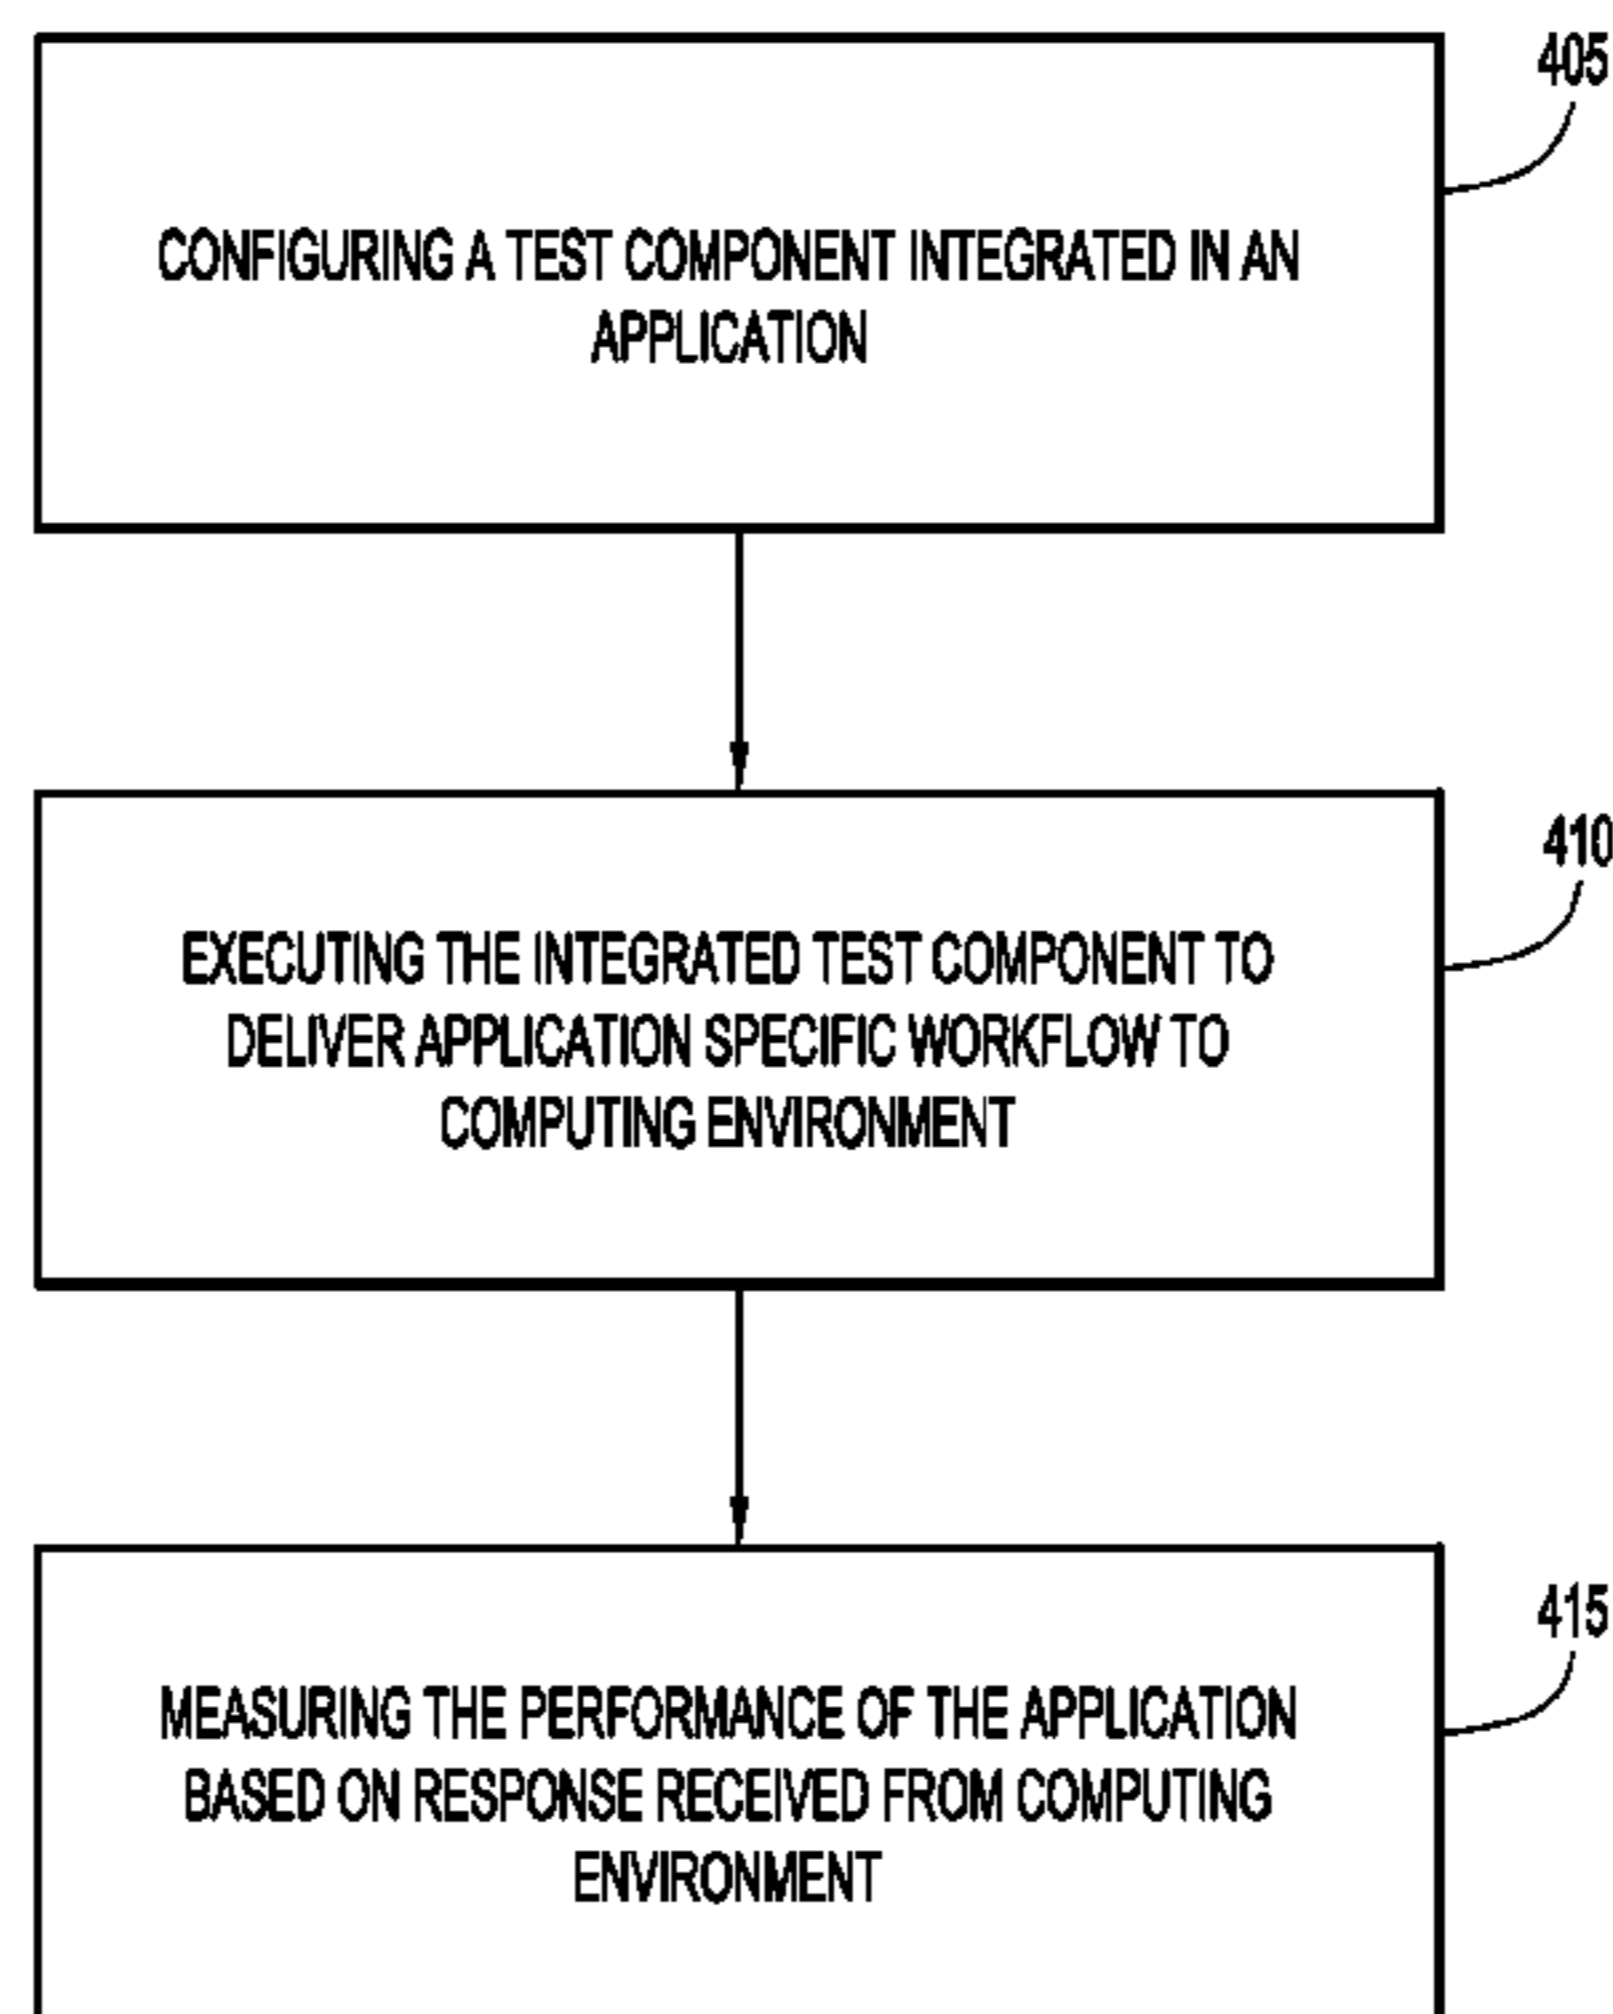 405
CONFIGURING A TEST COMPONENT INTEGRATED IN AN
APPLICATION
410
EXECUTING THE INTEGRATED TEST COMPONENT TO
DELIVER APPLICATION SPECIFIC WORKFLOW TO
COMPUTING ENVIRONMENT
415
MEASURING THE PERFORMANCE OF THE APPLICATION
BASED ON RESPONSE RECEIVED FROM COMPUTING
ENVIRONMENT